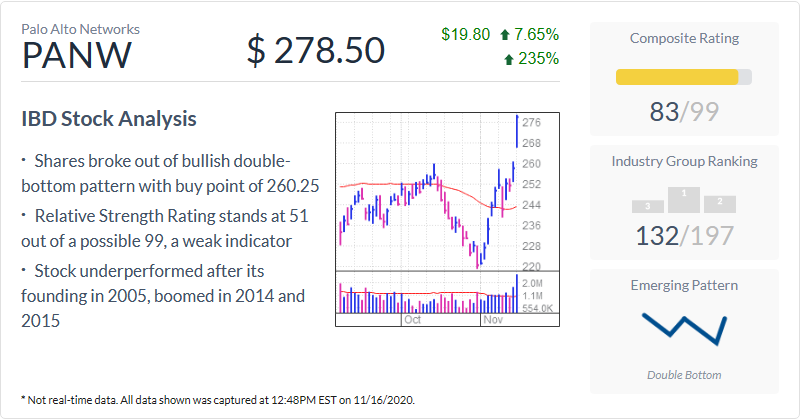 Palo Alto Networks
PANW
$ 278.50
$19.80 7.65%
235%
IBD Stock Analysis
· Shares broke out of bullish double-
bottom pattern with buy point of 260.25
· Relative Strength Rating stands at 51
out of a possible 99, a weak indicator
· Stock underperformed after its
founding in 2005, boomed in 2014 and
2015
276
268
260
252
244
236
228
220
2.0M
1.1M
554.0K
Oct
Nov
Composite Rating
83/99
Industry Group Ranking
3
1
2
132/197
Emerging Pattern
Double Bottom
* Not real-time data. All data shown was captured at 12:48PM EST on 11/16/2020.